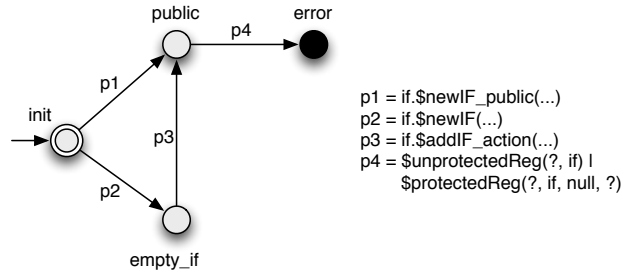 public
error
p4
p1
init
p3
p2
empty_if
p1 = if.$newIF_public(...)
p2 = if.$newIF(...)
p3 = if.$addIF_action(...)
p4 = $unprotectedReg(?, if) |
$protectedReg(?, if, null, ?)